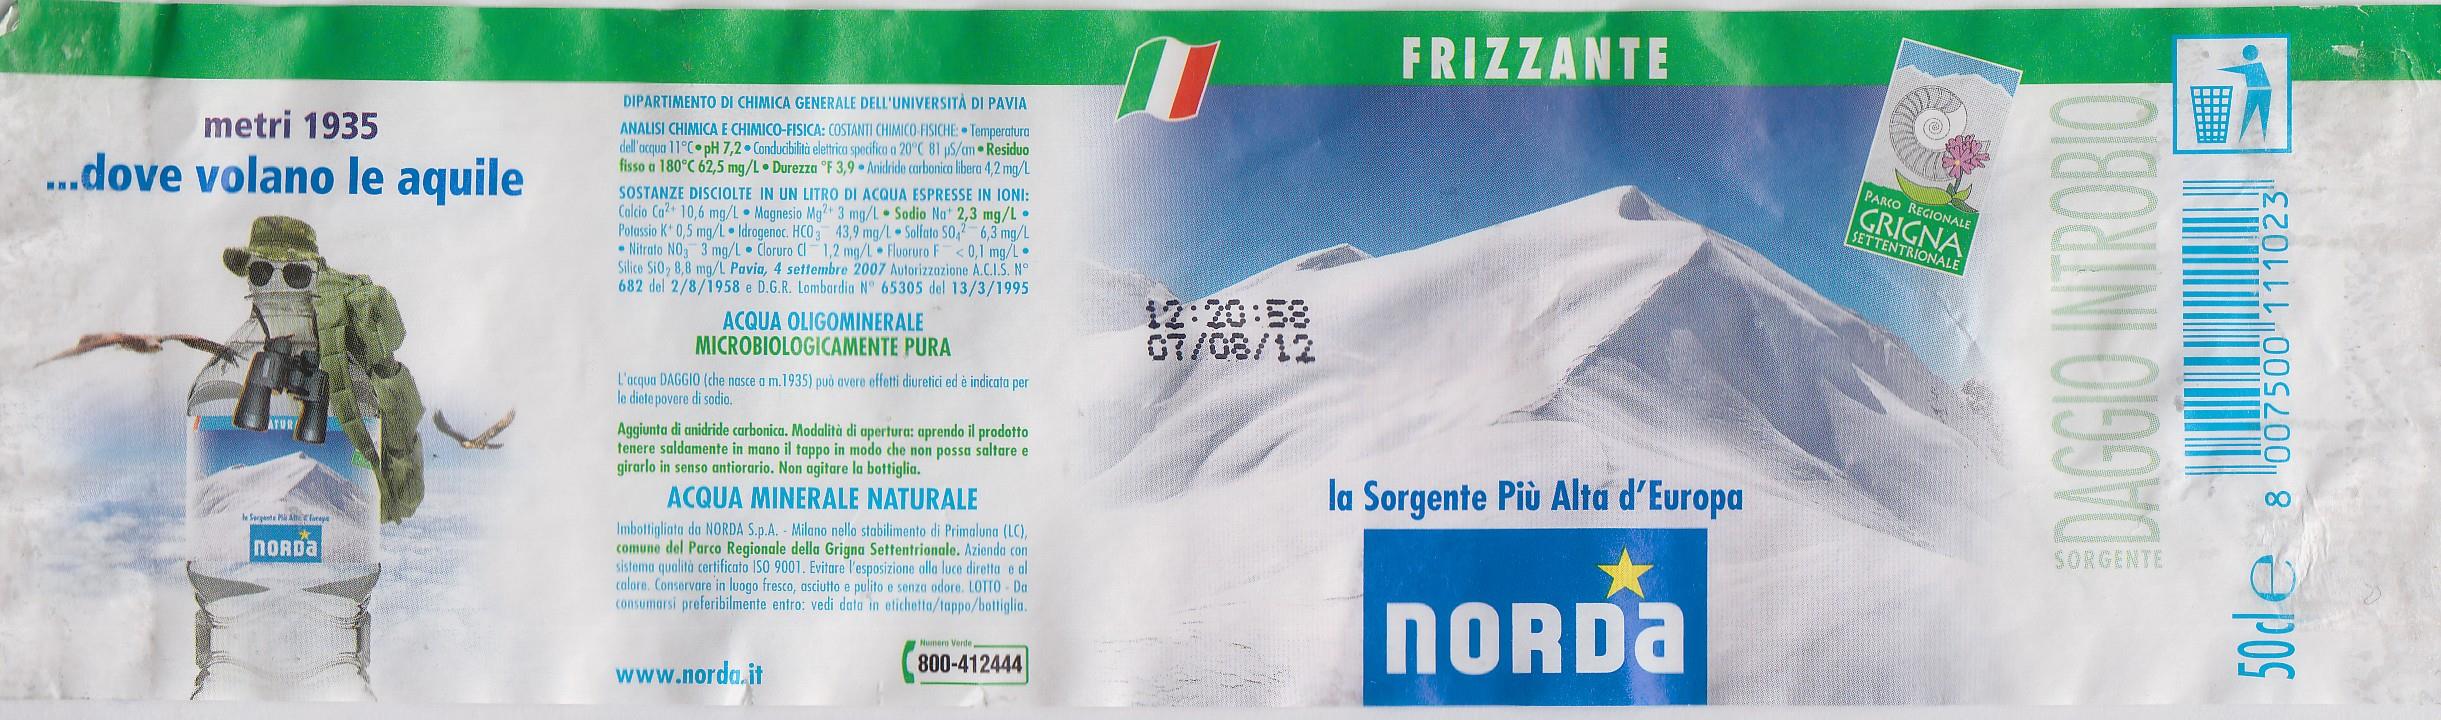 metri 1935
...dove volano le aquile
la Sorgente Più Alta d'Europa
NORDA
DIPARTIMENTO DI CHIMICA GENERALE DELL'UNIVERSITÀ DI PAVIA
ANALISI CHIMICA E CHIMICO-FISICA: COSTANTI CHIMICO-FISICHE: • Temperatura
dell'acqua 11°C • pH 7,2 • Conducibilità elettrica specifica a 20°C 81 µS/cm • Residuo
fisso a 180°C 62,5 mg/L • Durezza °F 3,9 • Anidride carbonica libera 4,2 mg/L
SOSTANZE DISCIOLTE IN UN LITRO DI ACQUA ESPRESSE IN IONI:
Calcio Ca²⁺ 10,6 mg/L • Magnesio Mg²⁺ 3 mg/L • Sodio Na⁺ 2,3 mg/L •
Potassio K⁺ 0,5 mg/L • Idrogenoc. HCO₃⁻ 43,9 mg/L • Solfato SO₄²⁻ 6,3 mg/L
• Nitrato NO₃⁻ 3 mg/L • Cloruro Cl⁻ 1,2 mg/L • Fluoruro F⁻ < 0,1 mg/L •
Silice SiO₂ 8,8 mg/L Pavia, 4 settembre 2007 Autorizzazione A.C.I.S. N°
682 del 2/8/1958 e D.G.R. Lombardia N° 65305 del 13/3/1995
ACQUA OLIGOMINERALE
MICROBIOLOGICAMENTE PURA
L'acqua DAGGIO (che nasce a m.1935) può avere effetti diuretici ed è indicata per
le diete povere di sodio.
Aggiunta di anidride carbonica. Modalità di apertura: aprendo il prodotto
tenere saldamente in mano il tappo in modo che non possa saltare e
girarlo in senso antiorario. Non agitare la bottiglia.
ACQUA MINERALE NATURALE
Imbottigliata da NORDA S.p.A. - Milano nello stabilimento di Primaluna (LC),
comune del Parco Regionale della Grigna Settentrionale. Azienda con
sistema qualità certificato ISO 9001. Evitare l'esposizione alla luce diretta e al
calore. Conservare in luogo fresco, asciutto e pulito e senza odore. LOTTO - Da
consumarsi preferibilmente entro: vedi data in etichetta/tappo/bottiglia.
www.norda.it
Numero Verde
800-412444
FRIZZANTE
12:20:58
07/08/12
la Sorgente Più Alta d'Europa
NORDA
PARCO REGIONALE
GRIGNA
SETTENTRIONALE
DAGGIO INTROBIO
SORGENTE
8 007500 111023
50cl e